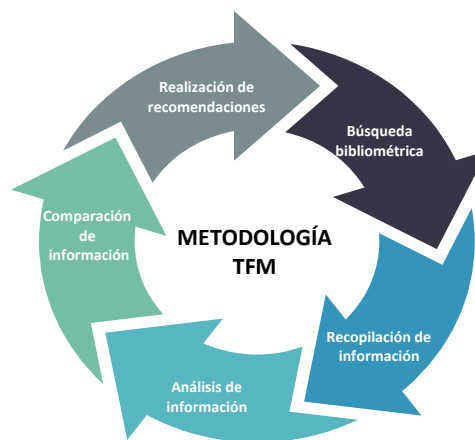 Realización de
recomendaciones
Búsqueda
bibliométrica
Recopilación de
información
Análisis de
información
Comparación
de
información
METODOLOGÍA
TFM